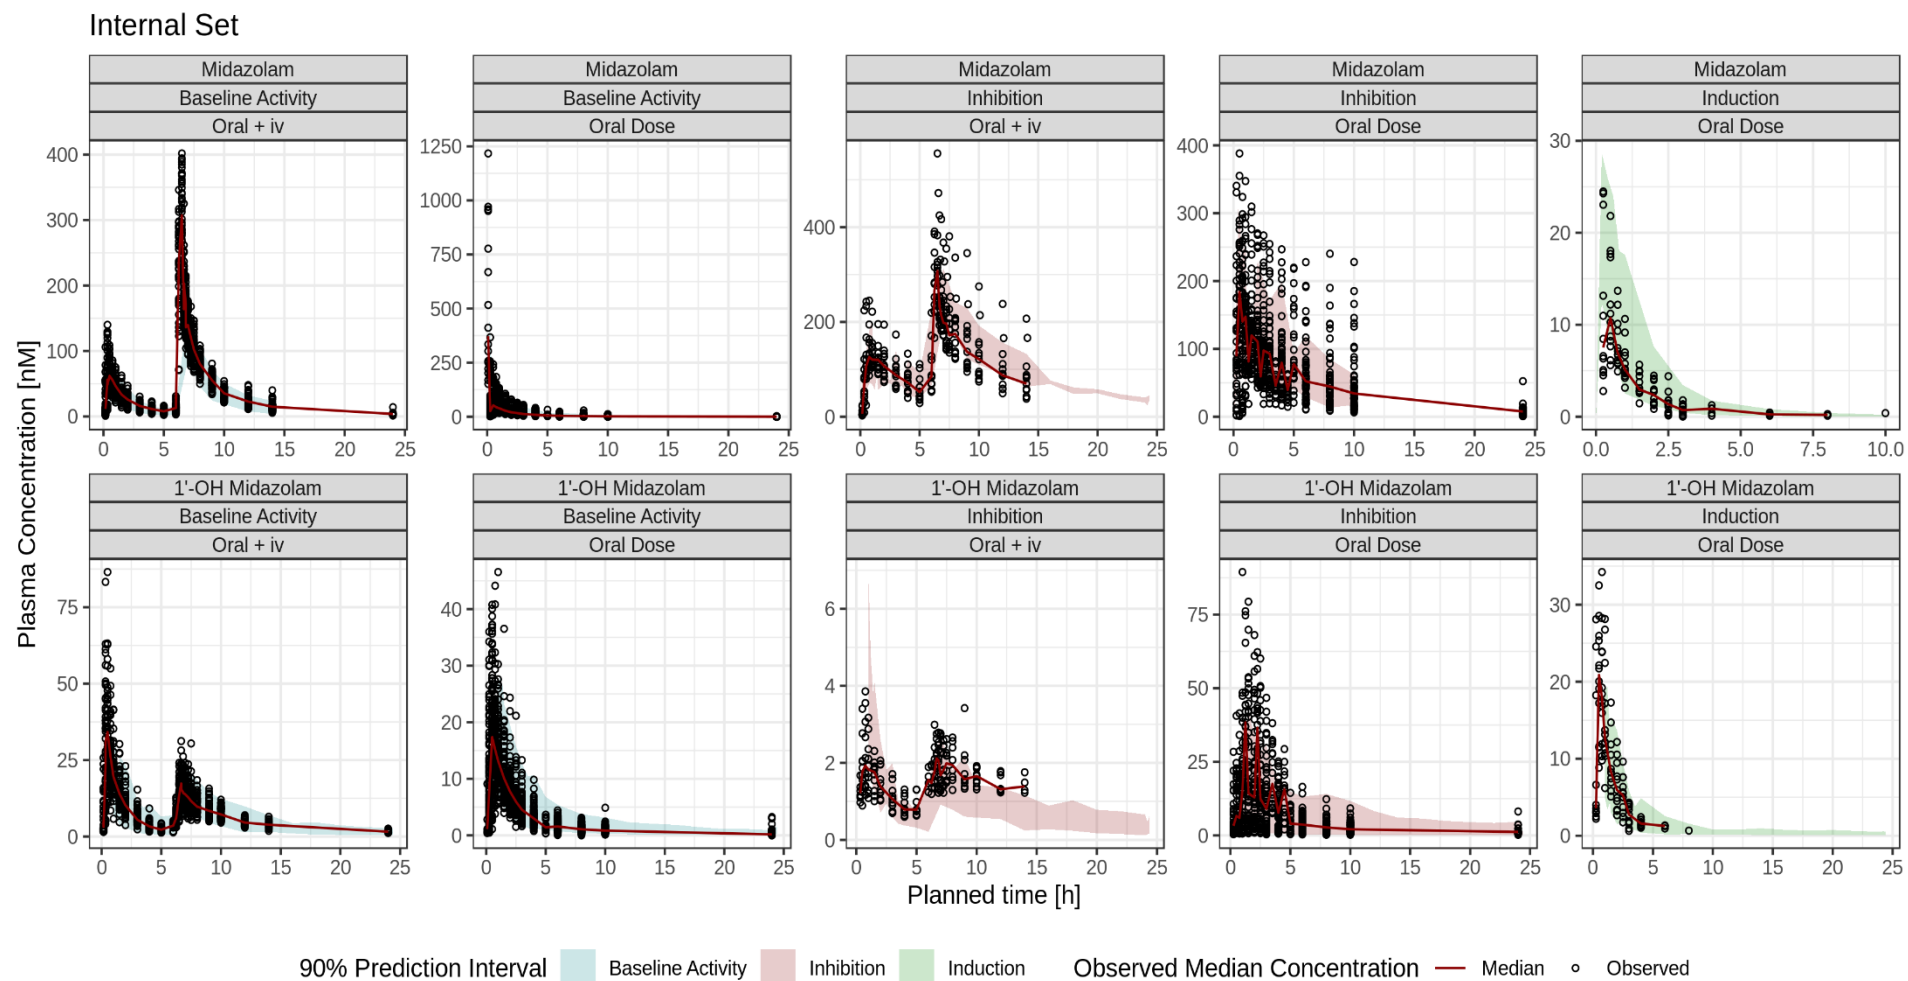 Internal Set
Midazolam
Baseline Activity
Oral + iv
Midazolam
Baseline Activity
Oral Dose
Midazolam
Inhibition
Oral + iv
Midazolam
Inhibition
Oral Dose
Midazolam
Induction
Oral Dose
400
300
200
100
0
0 5 10 15 20 25
1250
1000
750
500
250
0
0 5 10 15 20 25
400
200
0
0 5 10 15 20 25
400
300
200
100
0
0 5 10 15 20 25
30
20
10
0
0.0 2.5 5.0 7.5 10.0
Plasma Concentration [nM]
1'-OH Midazolam
Baseline Activity
Oral + iv
1'-OH Midazolam
Baseline Activity
Oral Dose
1'-OH Midazolam
Inhibition
Oral + iv
1'-OH Midazolam
Inhibition
Oral Dose
1'-OH Midazolam
Induction
Oral Dose
75
50
25
0
0 5 10 15 20 25
40
30
20
10
0
0 5 10 15 20 25
6
4
2
0
0 5 10 15 20 25
75
50
25
0
0 5 10 15 20 25
30
20
10
0
0 5 10 15 20 25
Planned time [h]
90% Prediction Interval Baseline Activity Inhibition Induction Observed Median Concentration Median Observed